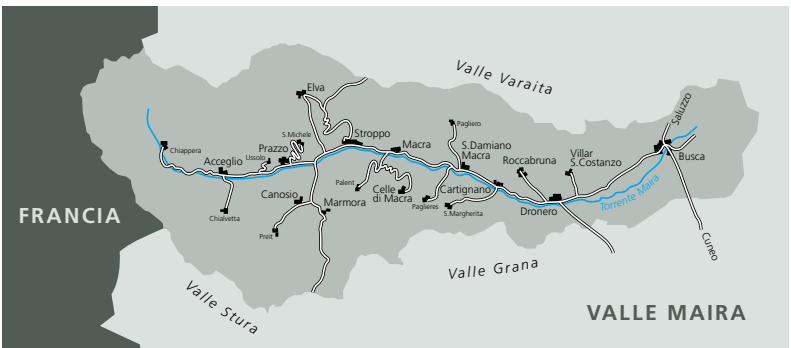 Valle Varaita
Elva
Saluzzo
Pagliero
S.Michele
Stroppo
Chiappera
Prazzo
Macra
S.Damiano
Macra
Villar
S.Costanzo
Ussolo
Acceglio
Roccabruna
Busca
Palent
Celle
di Macra
Cartignano
Canosio
Marmora
Paglieres
S.Margherita
Dronero
Torrente Maira
FRANCIA
Chialvetta
Preit
Cuneo
Valle Grana
Valle Stura
VALLE MAIRA